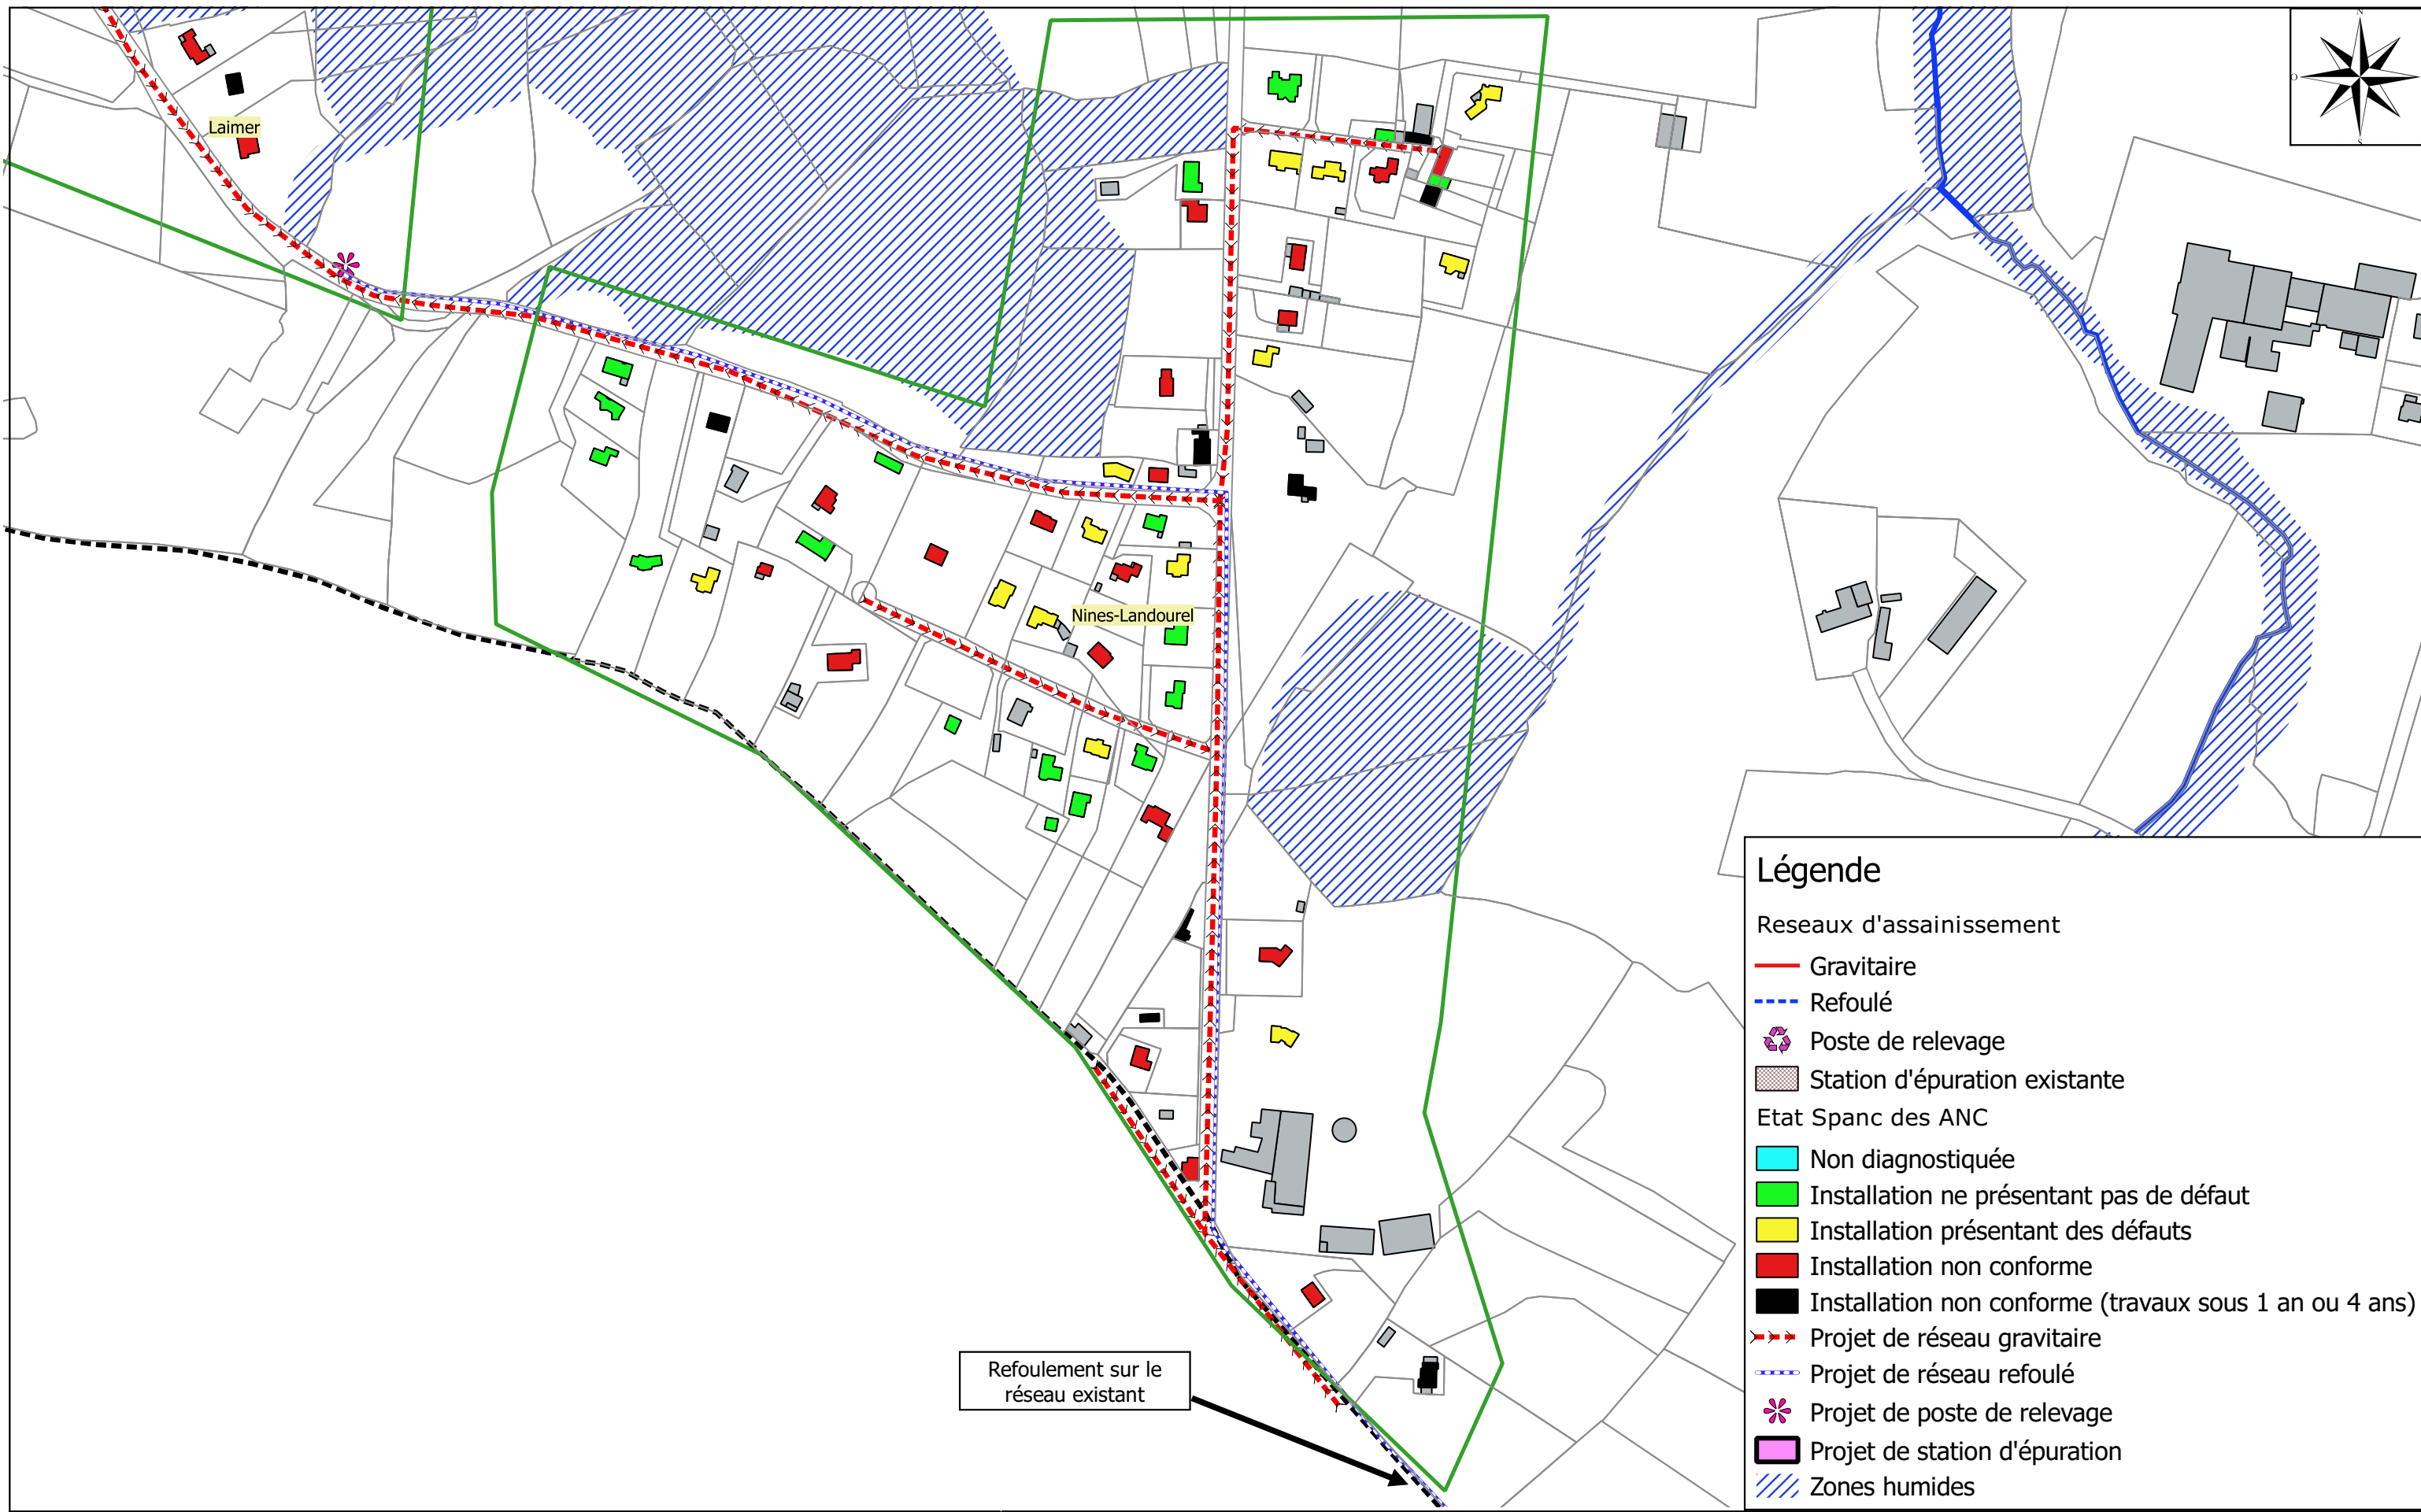 N
O
S
Laimer
Nines-Landourel
Refoulement sur le
réseau existant
Légende
Reseaux d'assainissement
Gravitaire
Refoulé
Poste de relevage
Station d'épuration existante
Etat Spanc des ANC
Non diagnostiquée
Installation ne présentant pas de défaut
Installation présentant des défauts
Installation non conforme
Installation non conforme (travaux sous 1 an ou 4 ans)
Projet de réseau gravitaire
Projet de réseau refoulé
Projet de poste de relevage
Projet de station d'épuration
Zones humides